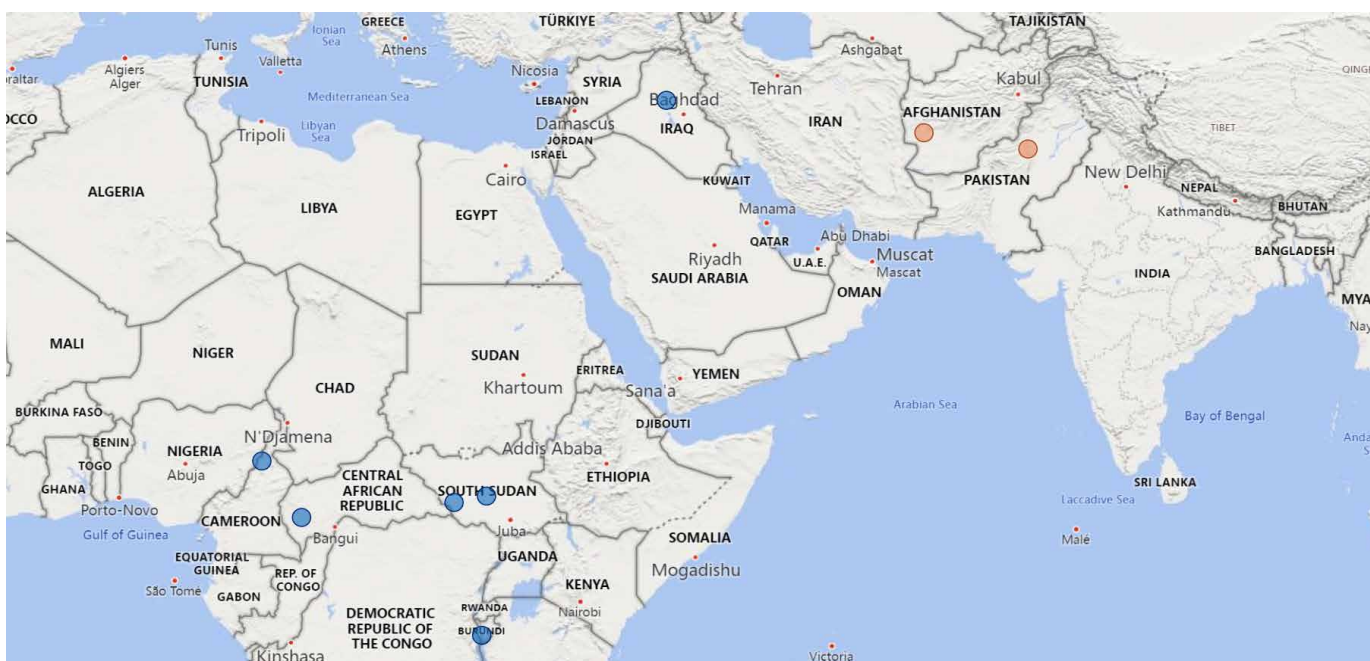 GREECE
TÜRKIYE
TAJIKISTAN
Ionian
Sea
Athens
Ashgabat
Tunis
Valletta
Algiers
Alger
TUNISIA
Nicosia
SYRIA
Tehran
Kabul
Mediterranean Sea
LEBANON
Baghdad
AFGHANISTAN
Damascus
IRAQ
IRAN
TIBET
Tripoli
Libyan
Sea
JORDAN
ISRAEL
Cairo
KUWAIT
PAKISTAN
New Delhi
NEPAL
ALGERIA
LIBYA
EGYPT
Manama
Kathmandu
BHUTAN
QATAR
Abu Dhabi
Riyadh
U.A.E.
Muscat
Mascat
BANGLADESH
SAUDI ARABIA
INDIA
OMAN
MALI
NIGER
SUDAN
CHAD
Khartoum
ERITREA
YEMEN
Sana'a
Arabian Sea
BURKINA FASO
N'Djamena
DJIBOUTI
Bay of Bengal
BENIN
NIGERIA
Addis Ababa
TOGO
Abuja
GHANA
CENTRAL
AFRICAN
REPUBLIC
ETHIOPIA
SOUTH SUDAN
SRI LANKA
Porto-Novo
Laccadive Sea
CAMEROON
Gulf of Guinea
Bangui
Juba
SOMALIA
Malé
EQUATORIAL
GUINEA
UGANDA
Mogadishu
REP. OF
CONGO
São Tomé
GABON
KENYA
Nairobi
RWANDA
DEMOCRATIC
REPUBLIC OF
THE CONGO
BURUNDI
Kinshasa
Victoria